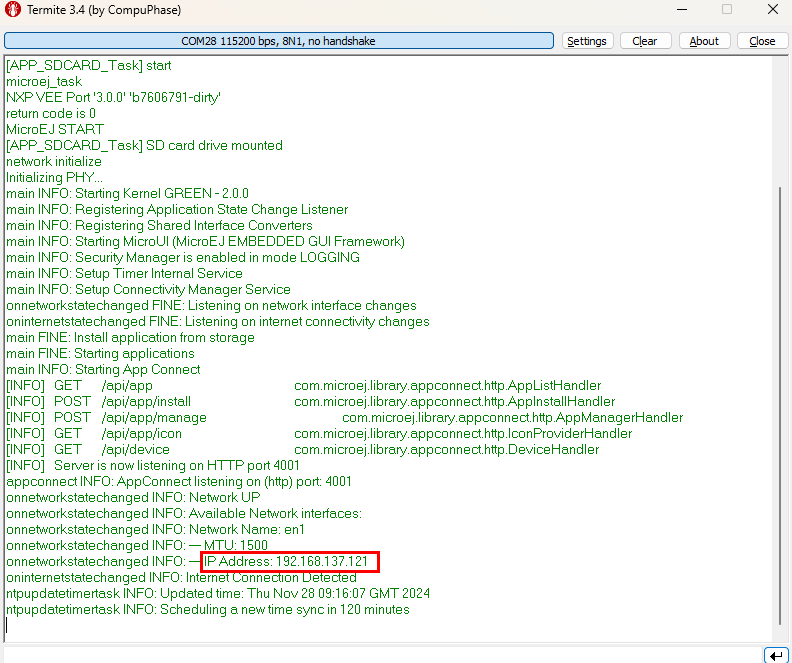 Termite 3.4 (by CompuPhase)
COM28 115200 bps, 8N1, no handshake
Settings Clear About Close
[APP_SDCARD_Task] start
microej_task
NXP VEE Port '3.0.0' 'b7606791-dirty'
return code is 0
MicroEJ START
[APP_SDCARD_Task] SD card drive mounted
network initialize
Initializing PHY...
main INFO: Starting Kernel GREEN - 2.0.0
main INFO: Registering Application State Change Listener
main INFO: Registering Shared Interface Converters
main INFO: Starting MicroUI (MicroEJ EMBEDDED GUI Framework)
main INFO: Security Manager is enabled in mode LOGGING
main INFO: Setup Timer Internal Service
main INFO: Setup Connectivity Manager Service
onnetworkstatechanged FINE: Listening on network interface changes
oninternetstatechanged FINE: Listening on internet connectivity changes
main FINE: Install application from storage
main FINE: Starting applications
main INFO: Starting App Connect
[INFO] GET /api/app com.microej.library.appconnect.http.AppListHandler
[INFO] POST /api/app/install com.microej.library.appconnect.http.AppInstallHandler
[INFO] POST /api/app/manage com.microej.library.appconnect.http.AppManagerHandler
[INFO] GET /api/app/icon com.microej.library.appconnect.http.IconProviderHandler
[INFO] GET /api/device com.microej.library.appconnect.http.DeviceHandler
[INFO] Server is now listening on HTTP port 4001
appconnect INFO: AppConnect listening on (http) port: 4001
onnetworkstatechanged INFO: Network UP
onnetworkstatechanged INFO: Available Network interfaces:
onnetworkstatechanged INFO: Network Name: en1
onnetworkstatechanged INFO: — MTU: 1500
onnetworkstatechanged INFO: — IP Address: 192.168.137.121
oninternetstatechanged INFO: Internet Connection Detected
ntpupdatetimertask INFO: Updated time: Thu Nov 28 09:16:07 GMT 2024
ntpupdatetimertask INFO: Scheduling a new time sync in 120 minutes